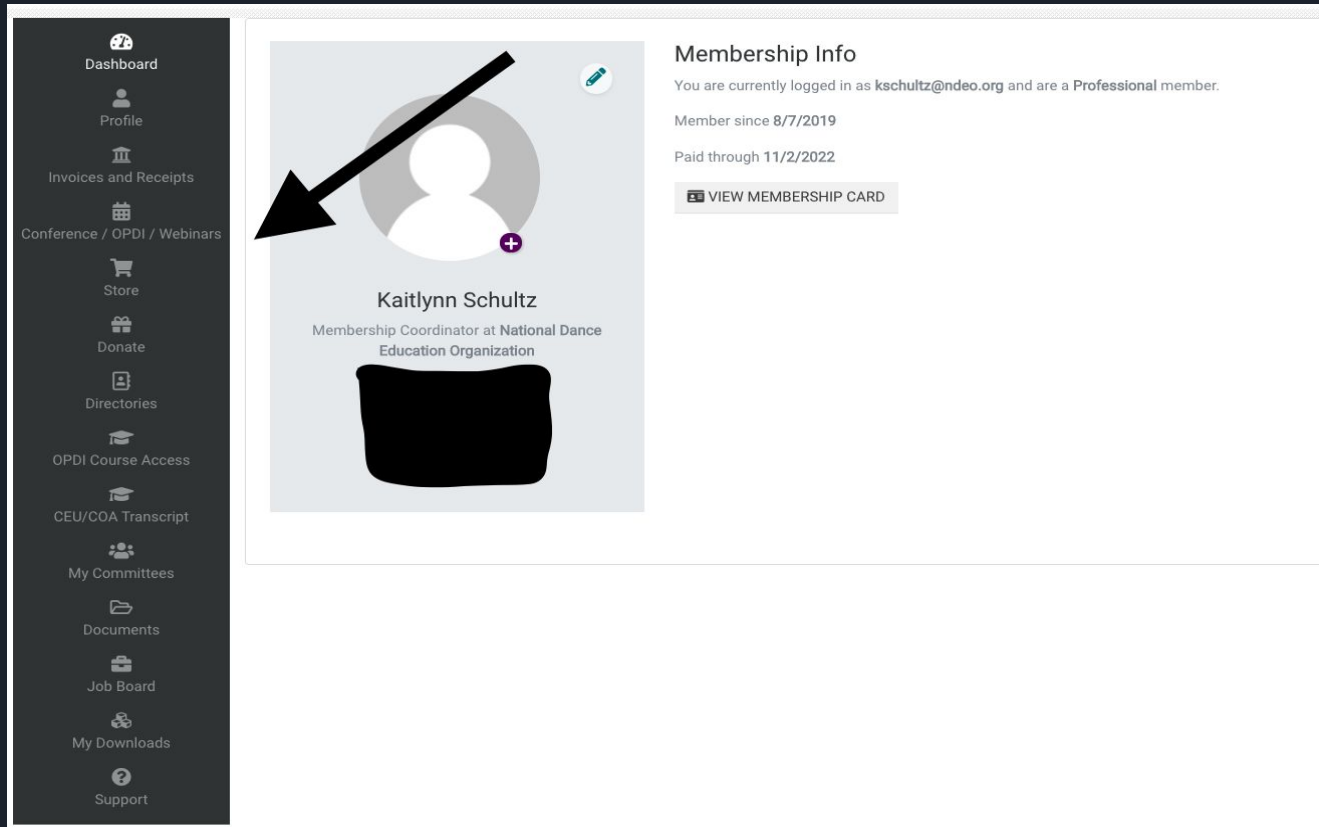 Dashboard
Profile
Invoices and Receipts
Conference / OPDI / Webinars
Store
Donate
Directories
OPDI Course Access
CEU/COA Transcript
My Committees
Documents
Job Board
My Downloads
Support
Kaitlynn Schultz
Membership Coordinator at National Dance
Education Organization
Membership Info
You are currently logged in as kschultz@ndeo.org and are a Professional member.
Member since 8/7/2019
Paid through 11/2/2022
VIEW MEMBERSHIP CARD